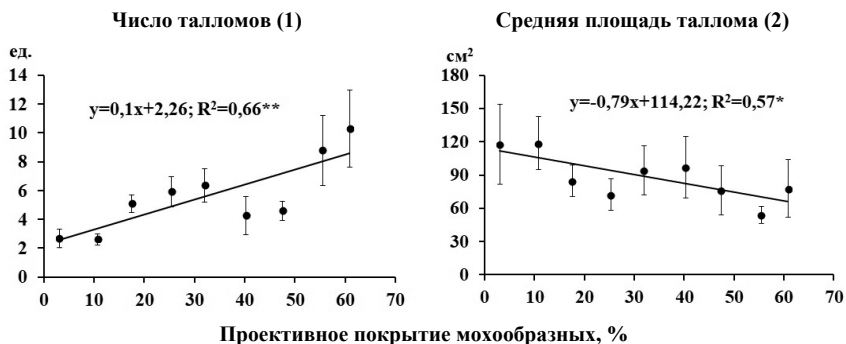 Число талломов (1)
ед.
14
12
10
8
6
4
2
0
0 10 20 30 40 50 60 70
y=0,1x+2,26; R²=0,66**
Средняя площадь таллома (2)
см²
180
150
120
90
60
30
0
0 10 20 30 40 50 60 70
y=-0,79x+114,22; R²=0,57*
Проективное покрытие мохообразных, %